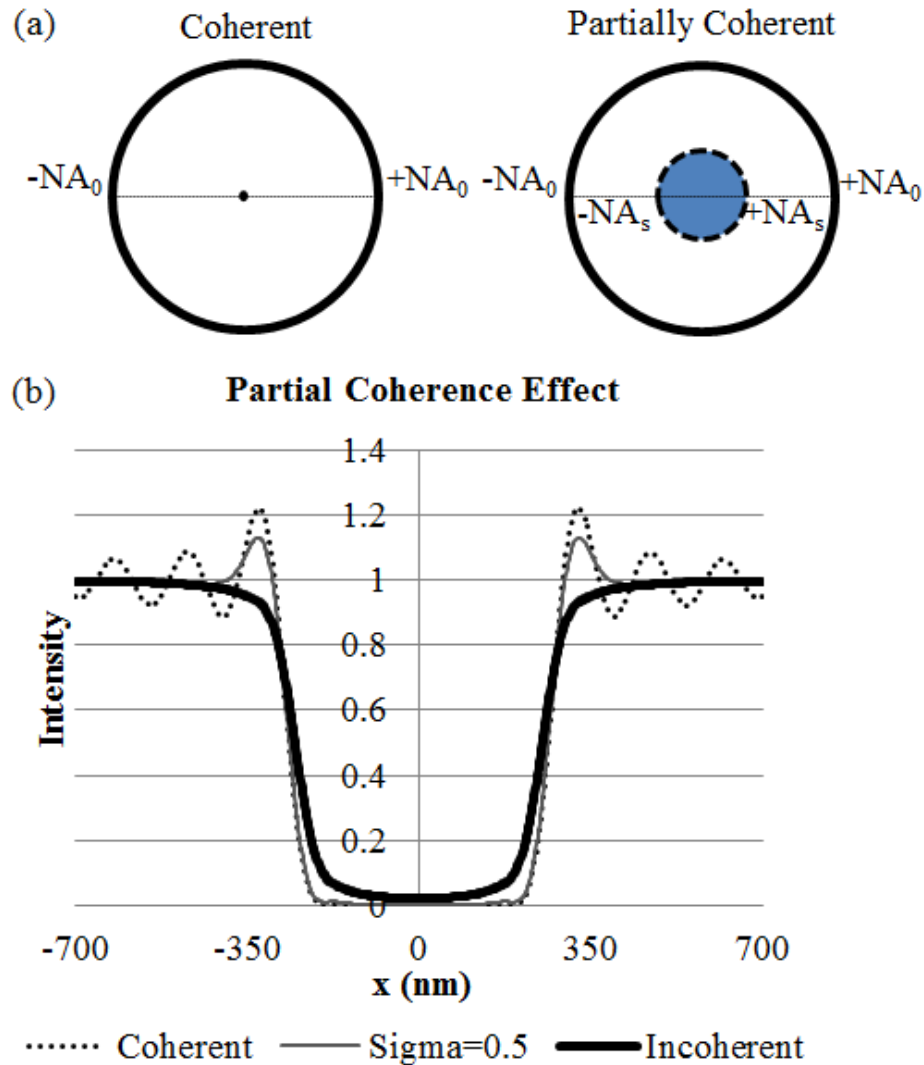 (a)
Coherent
Partially Coherent
-NA₀
+NA₀
-NA₀
+NA₀
-NAₛ
+NAₛ
(b)
Partial Coherence Effect
1.4
1.2
1
0.8
0.6
0.4
0.2
0
Intensity
-700
-350
0
350
700
x (nm)
Coherent
Sigma=0.5
Incoherent